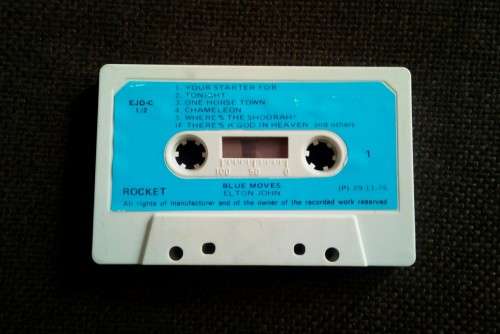 1. YOUR STARTER FOR
2. TONIGHT
EJO-C 3. ONE HORSE TOWN
1/2 4. CHAMELEON
5. WHERE'S THE SHOORAH?
IF THERE'S A GOD IN HEAVEN and others
1
100 50 0
ROCKET BLUE MOVES (P) 29-11-76
ELTON JOHN
All rights of manufacturer and of the owner of the recorded work reserved